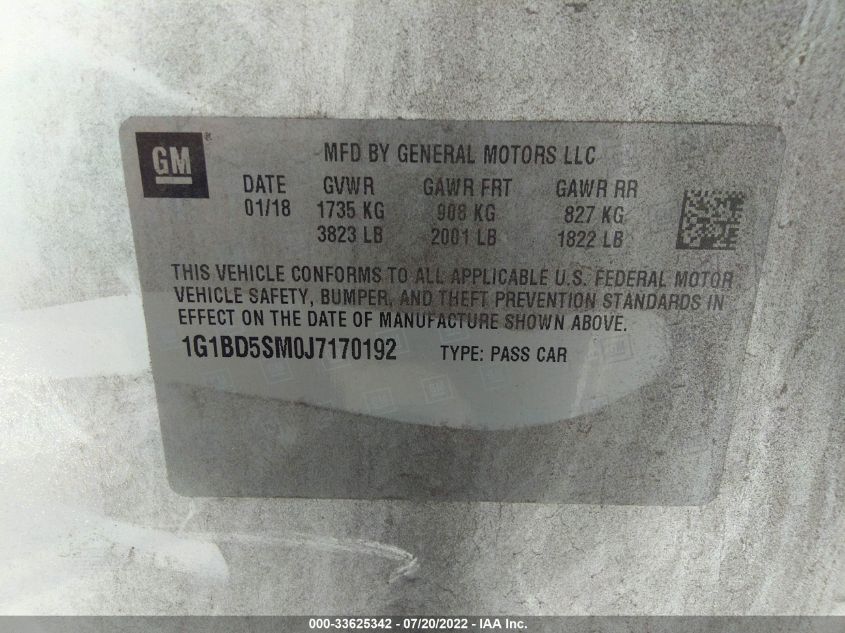 GM
MFD BY GENERAL MOTORS LLC
DATE GVWR GAWR FRT GAWR RR
01/18 1735 KG 908 KG 827 KG
3823 LB 2001 LB 1822 LB
THIS VEHICLE CONFORMS TO ALL APPLICABLE U.S. FEDERAL MOTOR
VEHICLE SAFETY, BUMPER, AND THEFT PREVENTION STANDARDS IN
EFFECT ON THE DATE OF MANUFACTURE SHOWN ABOVE.
1G1BD5SM0J7170192 TYPE: PASS CAR
000-33625342 - 07/20/2022 - IAA Inc.